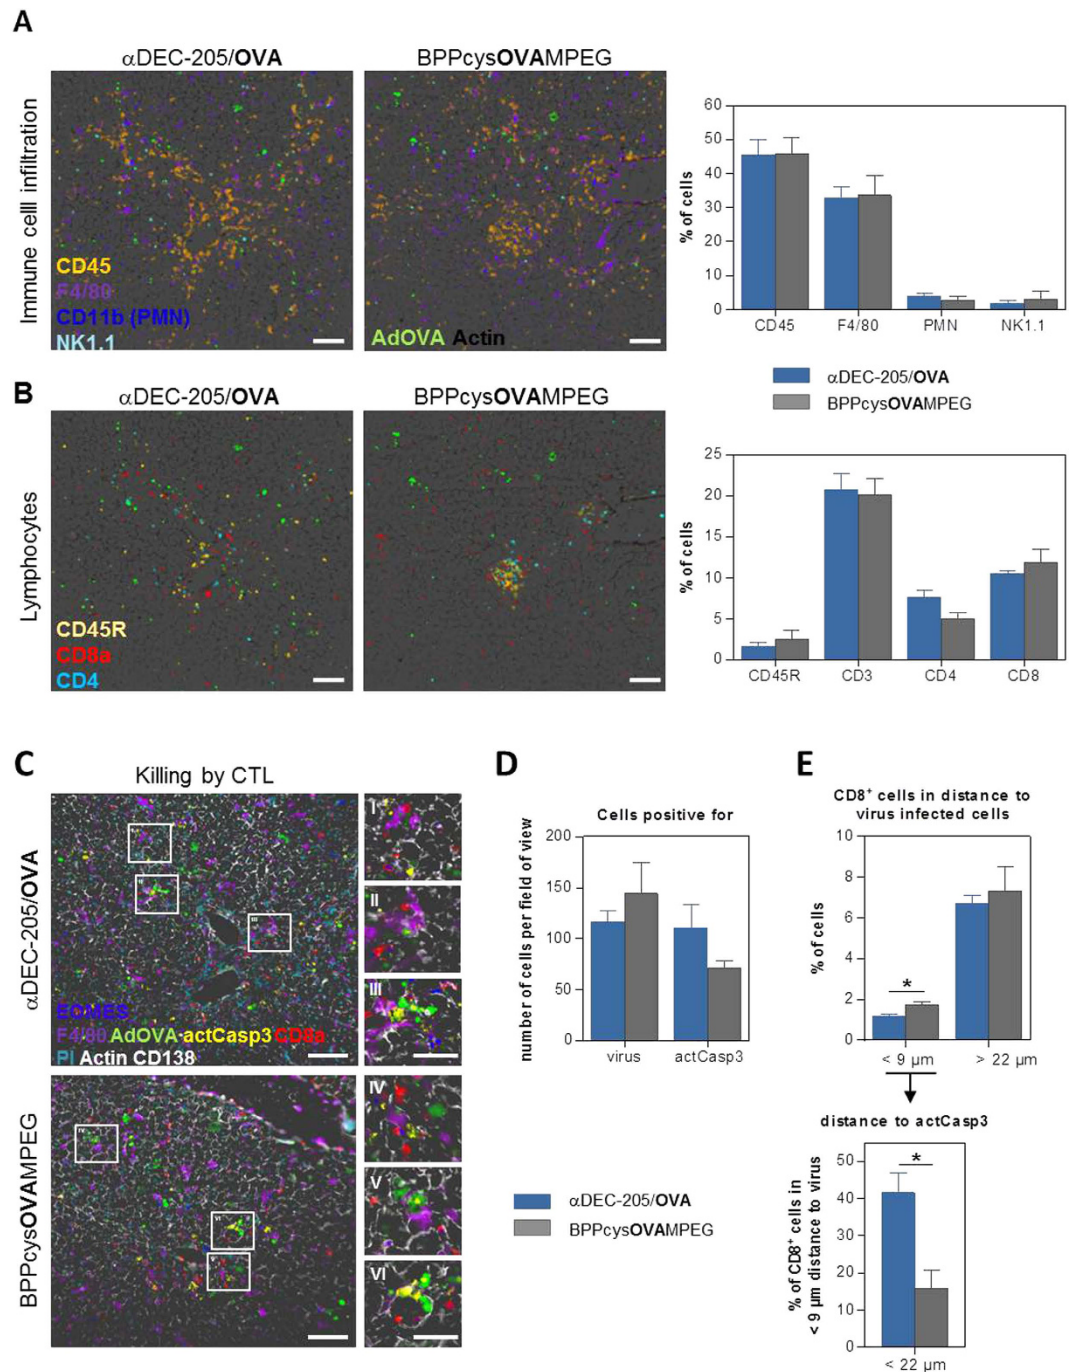 A
αDEC-205/OVA
BPPcysOVAMPEG
Immune celll infiltration
CD45
F4/80
CD11b (PMN)
NK1.1
AdOVA Actin
% of cells
60
50
40
30
20
10
0
CD45 F4/80 PMN NK1.1
αDEC-205/OVA
BPPcysOVAMPEG
B
αDEC-205/OVA
BPPcysOVAMPEG
Lymphocytes
CD45R
CD8a
CD4
% of cells
25
20
15
10
5
0
CD45R CD3 CD4 CD8
C
Killing by CTL
αDEC-205/OVA
EOMES
F4/80 AdOVA actCasp3 CD8a
PI Actin CD138
I
II
III
BPPcysOVAMPEG
IV
V
VI
D
Cells positive for
number of cells per field of view
200
150
100
50
0
virus actCasp3
αDEC-205/OVA
BPPcysOVAMPEG
E
CD8+ cells in distance to
virus infected cells
% of cells
10
8
6
4
2
0
*
< 9 µm > 22 µm
distance to actCasp3
% of CD8+ cells in
< 9 µm distance to virus
50
40
30
20
10
0
*
< 22 µm